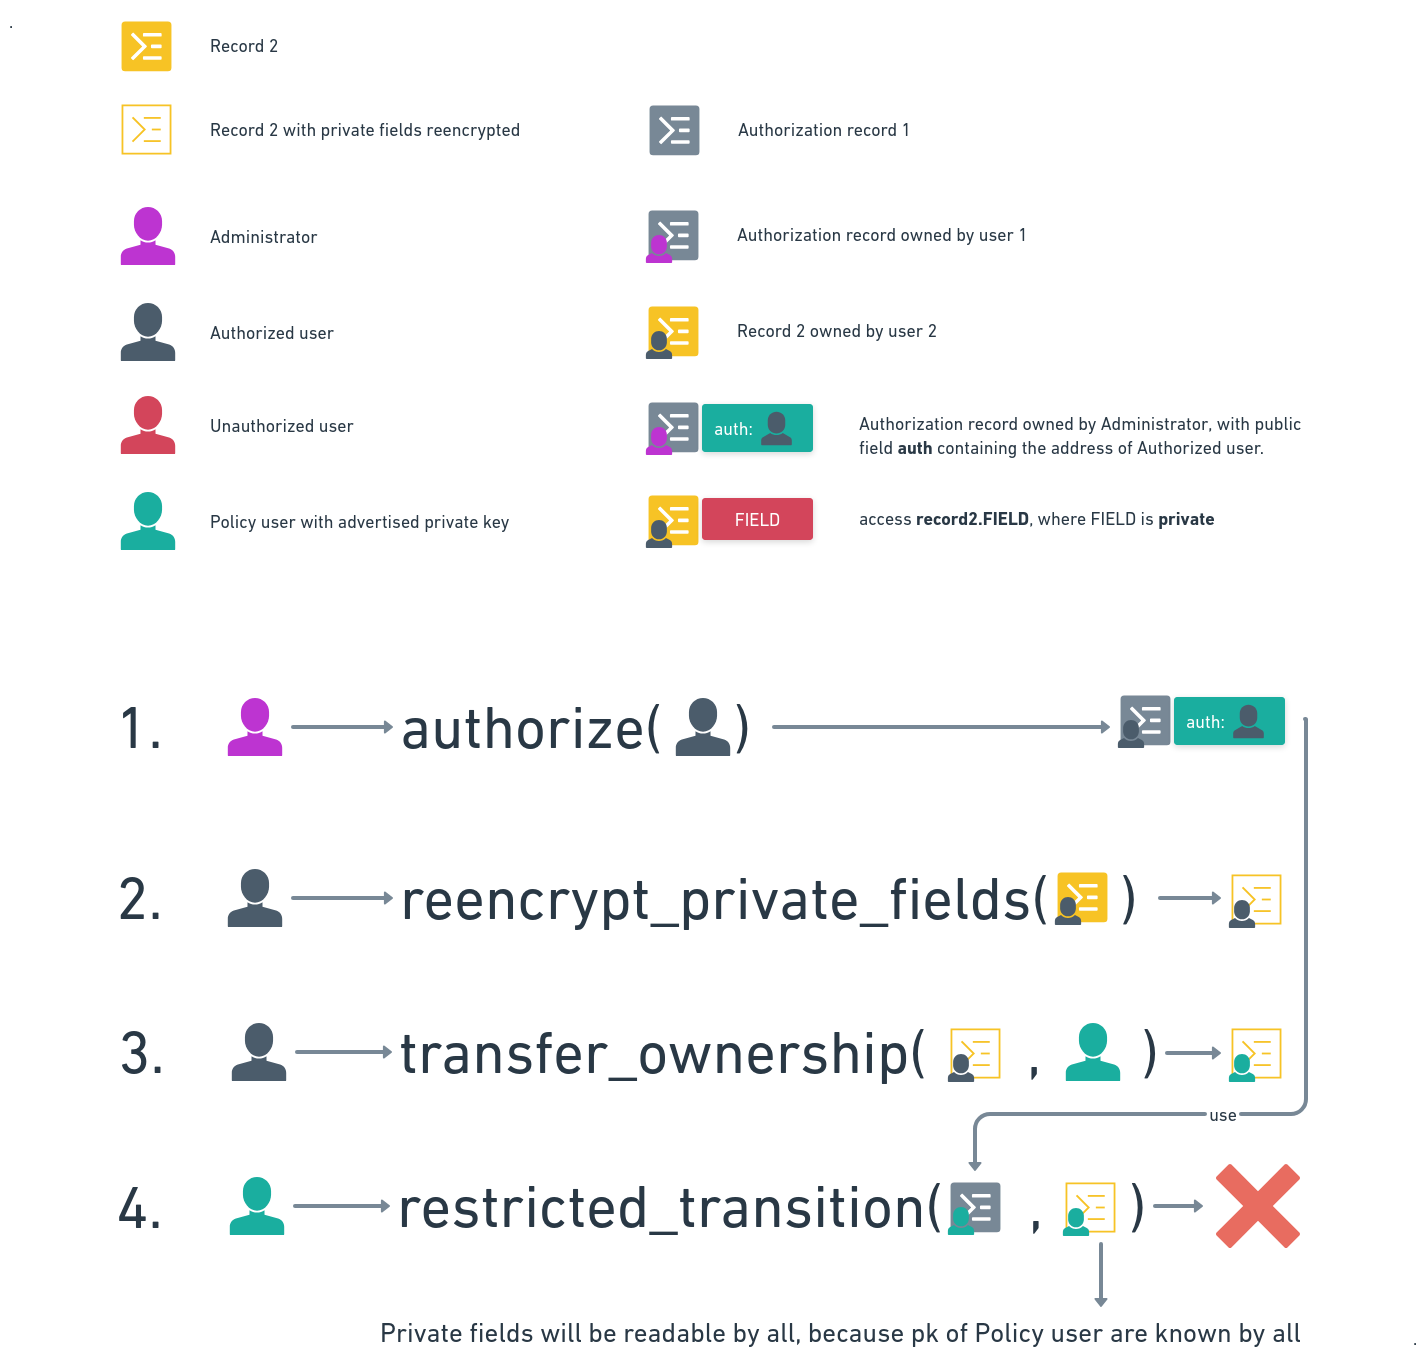 Record 2
Record 2 with private fields reencrypted
Authorization record 1
Administrator
Authorization record owned by user 1
Authorized user
Record 2 owned by user 2
Unauthorized user
auth:
Authorization record owned by Administrator, with public
field auth containing the address of Authorized user.
Policy user with advertised private key
FIELD
access record2.FIELD, where FIELD is private
1. authorize( ) auth:
2. reencrypt_private_fields( )
3. transfer_ownership( , )
use
4. restricted_transition( , )
Private fields will be readable by all, because pk of Policy user are known by all